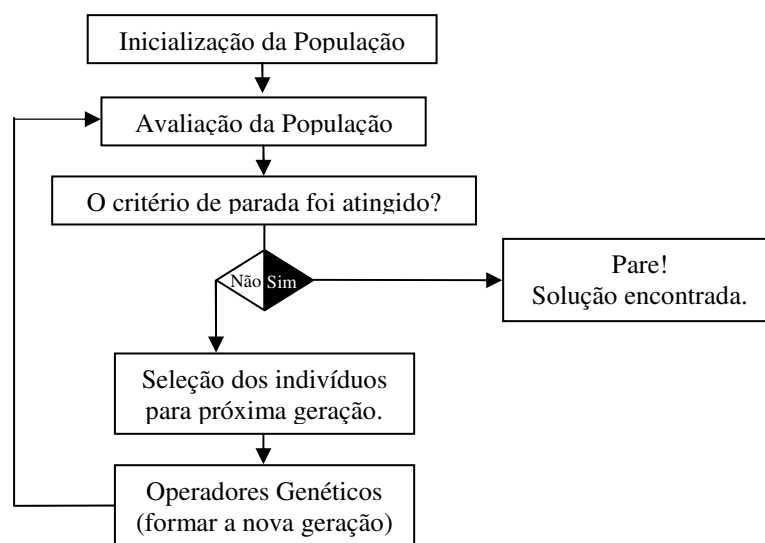 Inicialização da População
Avaliação da População
O critério de parada foi atingido?
Não Sim
Pare!
Solução encontrada.
Seleção dos indivíduos
para próxima geração.
Operadores Genéticos
(formar a nova geração)